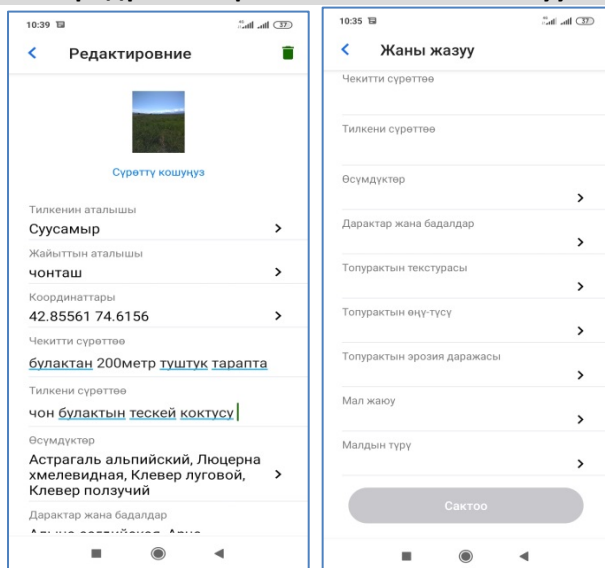 10:39
37
Редактировние
Сүрөттү кошуңуз
Тилкенин аталышы
Суусамыр
Жайыттын аталышы
чонташ
Координаттары
42.85561 74.6156
Чекитти сүрөттөө
булактан 200метр туштук тарапта
Тилкени сүрөттөө
чон булактын тескей коктусу
Өсүмдүктөр
Астрагаль альпийский, Люцерна
хмелевидная, Клевер луговой,
Клевер ползучий
Дарактар жана бадалдар
10:35
37
Жаны жазуу
Чекитти сүрөттөө
Тилкени сүрөттөө
Өсүмдүктөр
Дарактар жана бадалдар
Топурактын текстурасы
Топурактын өңү-түсү
Топурактын эрозия даражасы
Мал жаюу
Малдын түрү
Сактоо